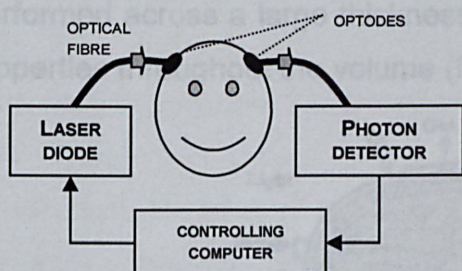 OPTICAL
FIBRE
OPTODES
LASER
DIODE
PHOTON
DETECTOR
CONTROLLING
COMPUTER